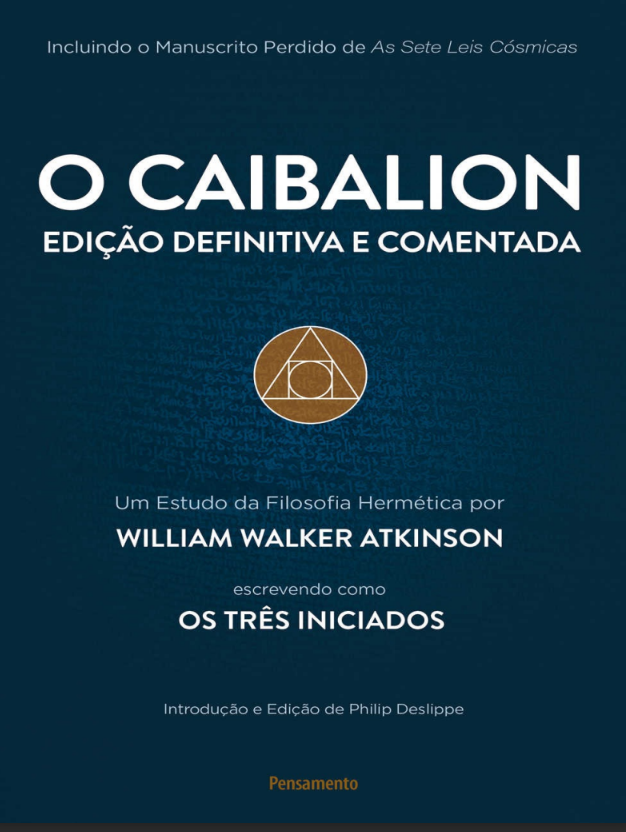 Incluindo o Manuscrito Perdido de As Sete Leis Cósmicas
O CAIBALION
EDIÇÃO DEFINITIVA E COMENTADA
Um Estudo da Filosofia Hermética por
WILLIAM WALKER ATKINSON
escrevendo como
OS TRÊS INICIADOS
Introdução e Edição de Philip Deslippe
Pensamento